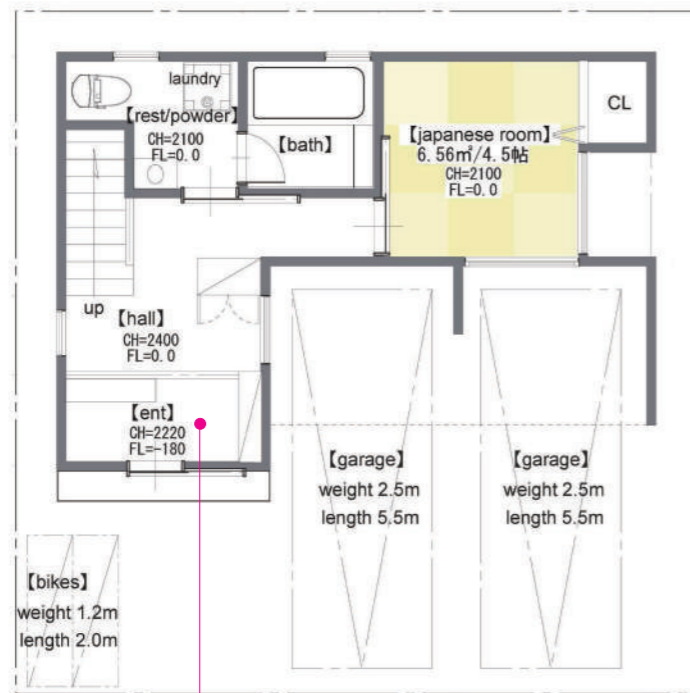 laundry
【rest/powder】
CH=2100
FL=0.0
【bath】
【japanese room】
6.56㎡/4.5帖
CH=2100
FL=0.0
CL
up
【hall】
CH=2400
FL=0.0
【ent】
CH=2220
FL=-180
【garage】
weight 2.5m
length 5.5m
【garage】
weight 2.5m
length 5.5m
【bikes】
weight 1.2m
length 2.0m